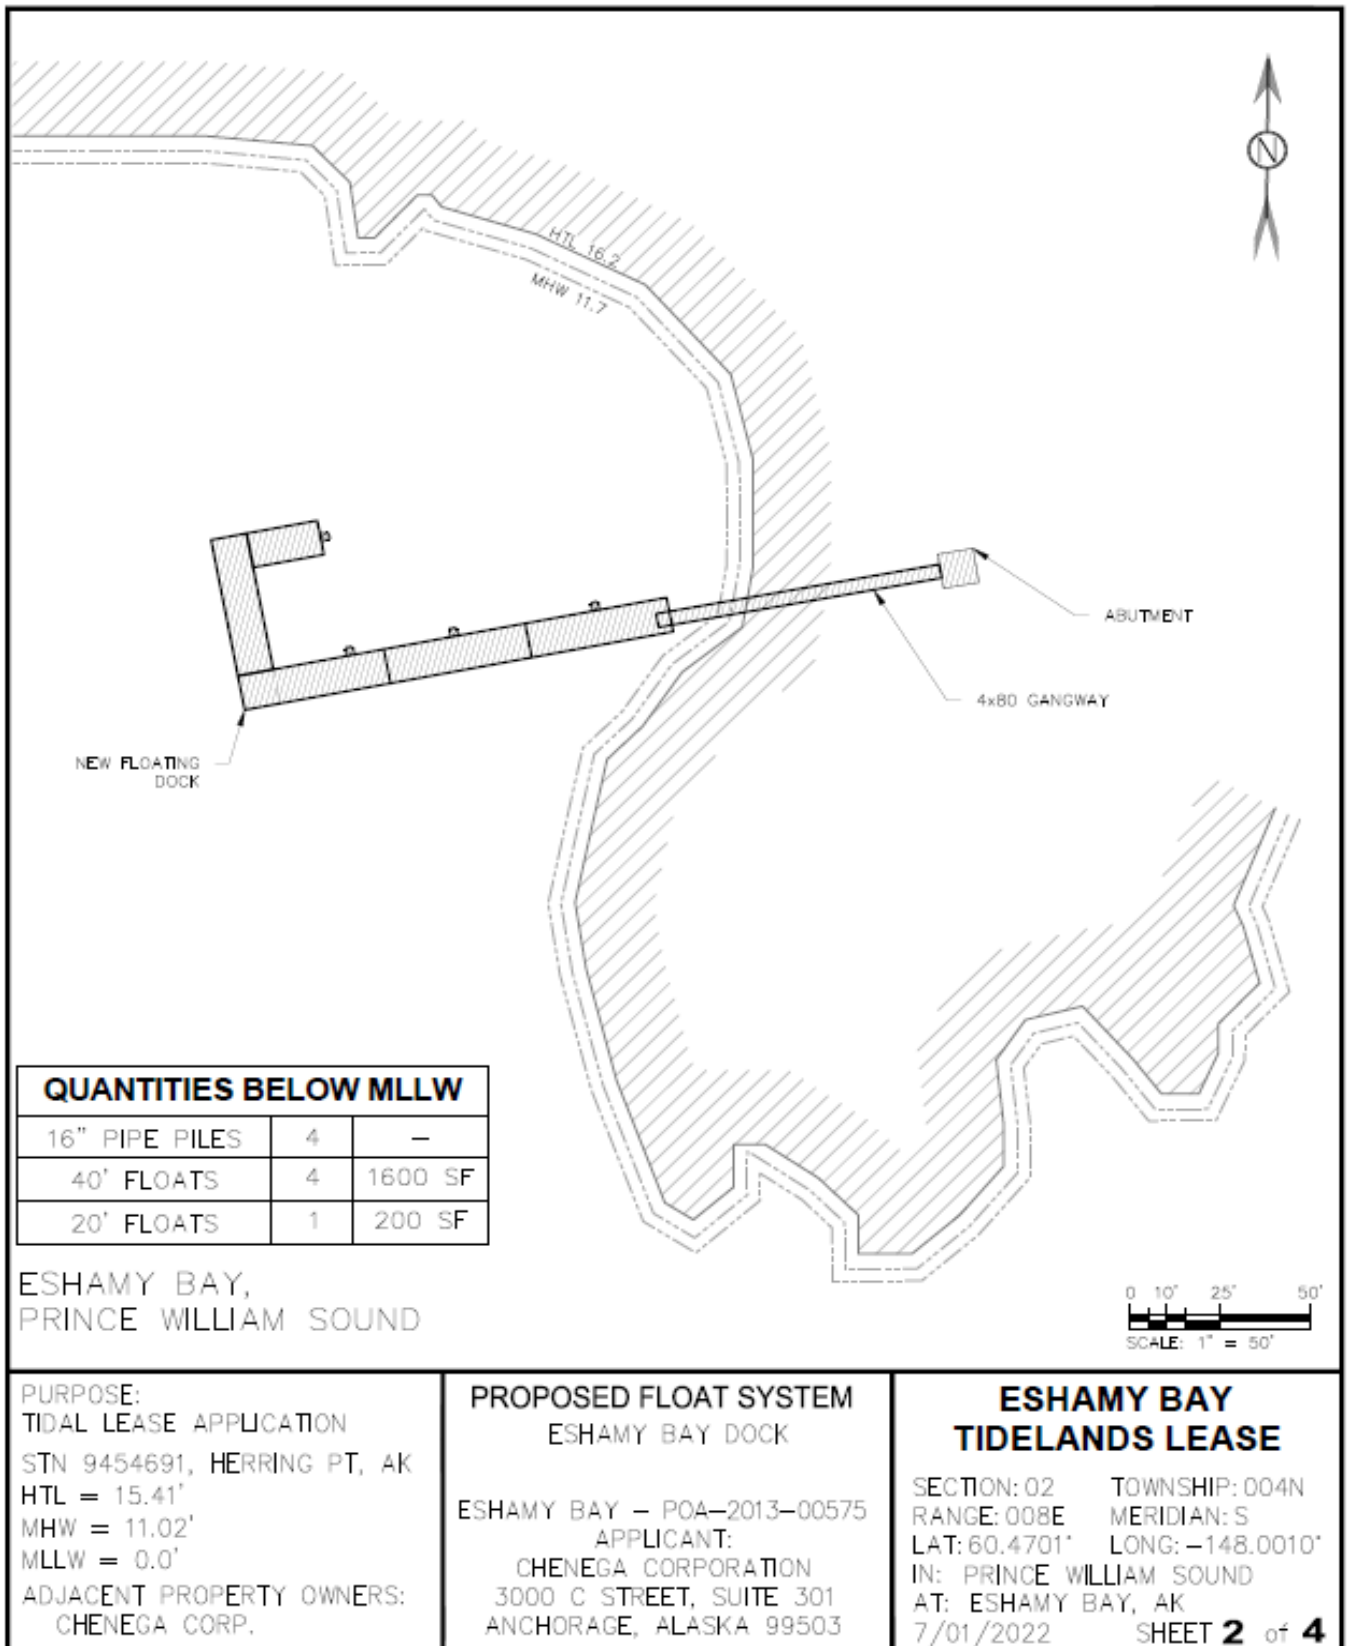 N
HTL 16.2
MHW 11.7
ABUTMENT
4x80 GANGWAY
NEW FLOATING
DOCK
QUANTITIES BELOW MLLW
16" PIPE PILES 4 –
40' FLOATS 4 1600 SF
20' FLOATS 1 200 SF
ESHAMY BAY,
PRINCE WILLIAM SOUND
0 10' 25' 50'
SCALE: 1" = 50'
PURPOSE:
TIDAL LEASE APPLICATION
STN 9454691, HERRING PT, AK
HTL = 15.41'
MHW = 11.02'
MLLW = 0.0'
ADJACENT PROPERTY OWNERS:
CHENEGA CORP.
PROPOSED FLOAT SYSTEM
ESHAMY BAY DOCK
ESHAMY BAY – POA–2013–00575
APPLICANT:
CHENEGA CORPORATION
3000 C STREET, SUITE 301
ANCHORAGE, ALASKA 99503
ESHAMY BAY
TIDELANDS LEASE
SECTION: 02 TOWNSHIP: 004N
RANGE: 008E MERIDIAN: S
LAT: 60.4701° LONG: –148.0010°
IN: PRINCE WILLIAM SOUND
AT: ESHAMY BAY, AK
7/01/2022 SHEET 2 of 4